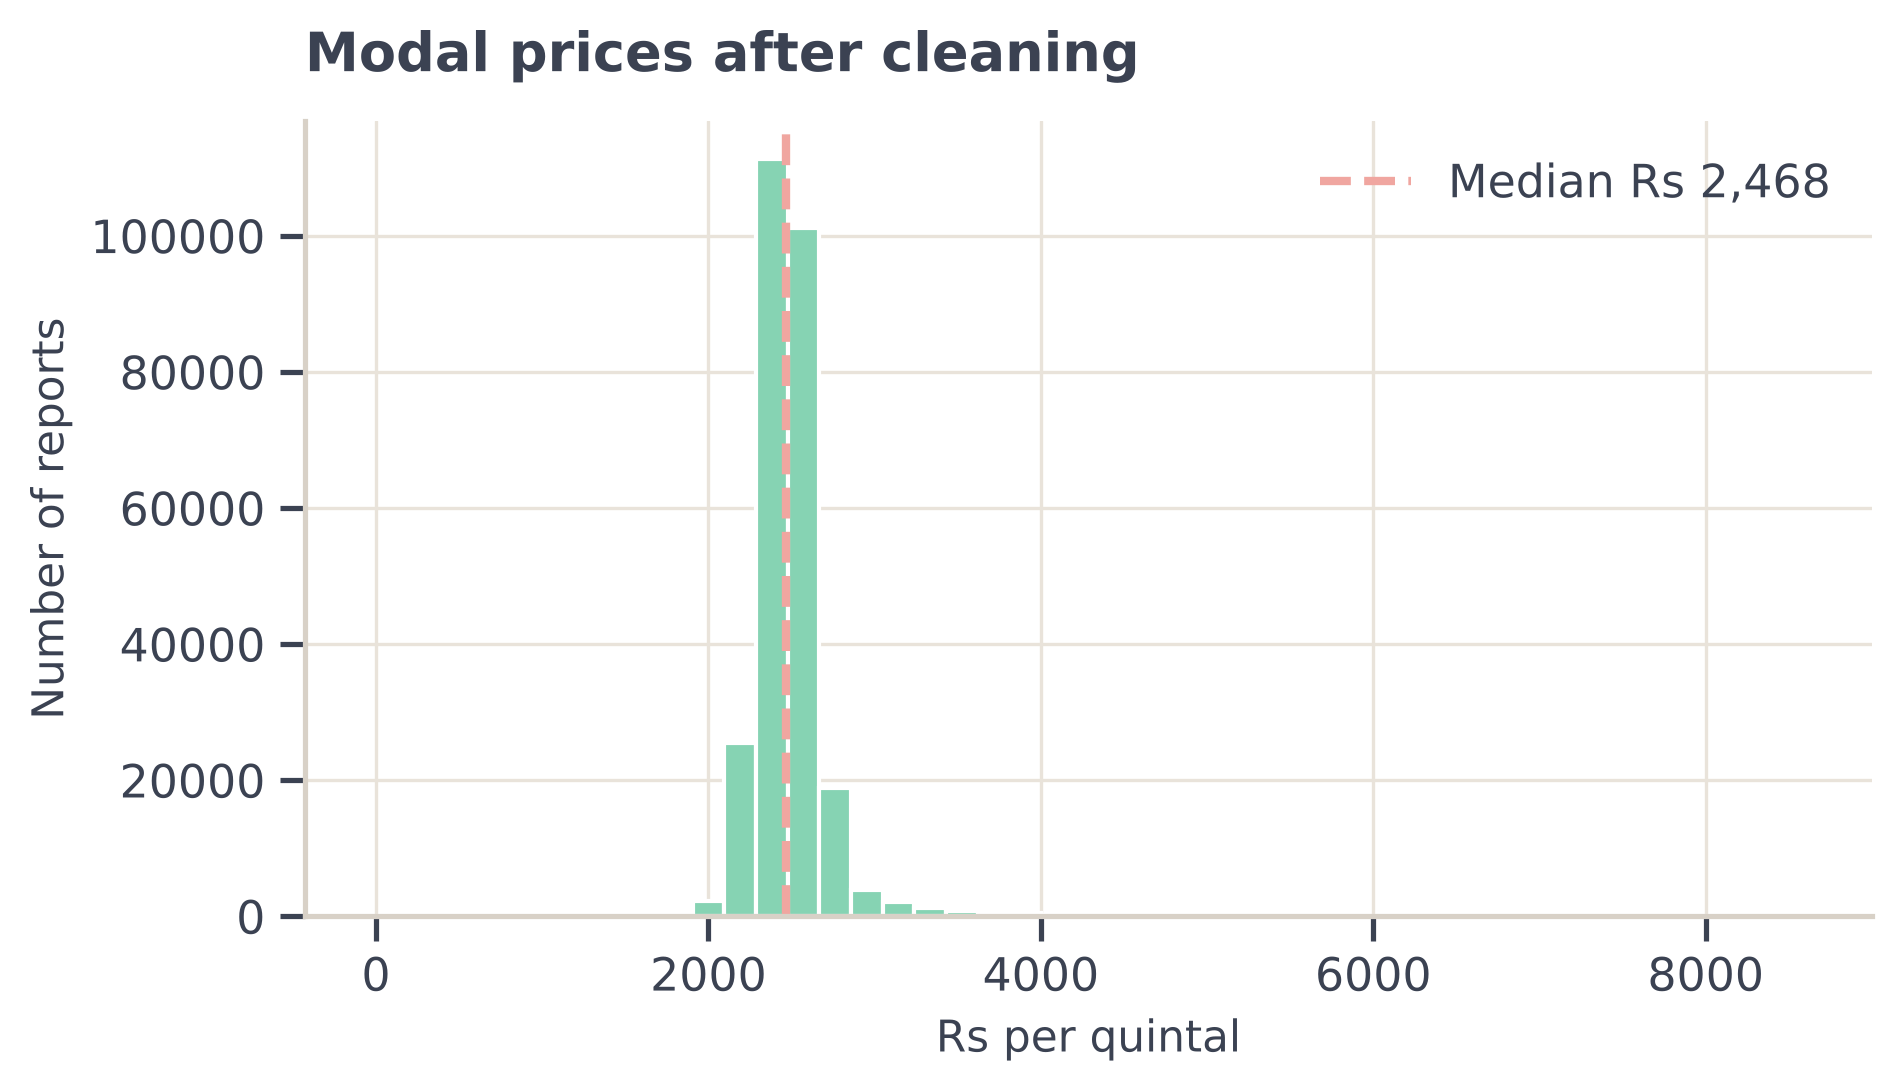 Modal prices after cleaning
Median Rs 2,468
Number of reports
100000
80000
60000
40000
20000
0
0 2000 4000 6000 8000
Rs per quintal